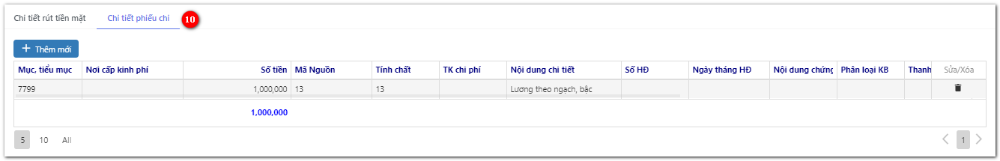 Chi tiết rút tiền mặt Chi tiết phiếu chi 10
+ Thêm mới
Mục, tiểu mục Nơi cấp kinh phí Số tiền Mã Nguồn Tính chất TK chi phí Nội dung chi tiết Số HĐ Ngày tháng HĐ Nội dung chứng Phân loại KB Thanh Sửa/Xóa
7799 1,000,000 13 13 Lương theo ngạch, bậc
1,000,000
5 10 All 1